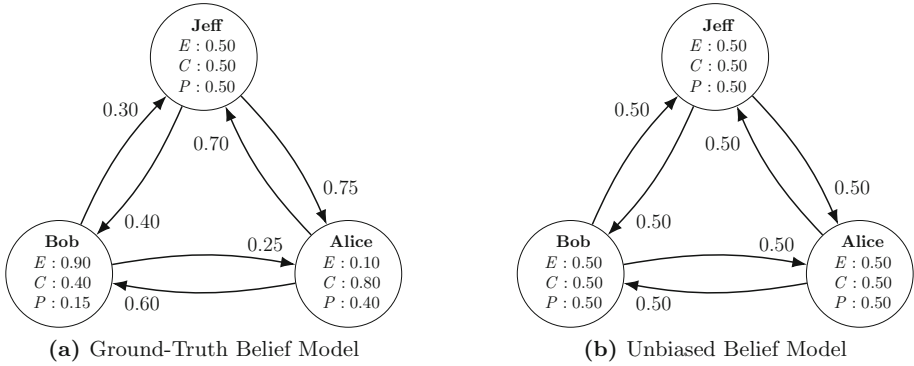 Jeff
E : 0.50
C : 0.50
P : 0.50
0.30
0.70
0.40
0.75
Bob
E : 0.90
C : 0.40
P : 0.15
0.25
0.60
Alice
E : 0.10
C : 0.80
P : 0.40
(a) Ground-Truth Belief Model
Jeff
E : 0.50
C : 0.50
P : 0.50
0.50
0.50
0.50
0.50
Bob
E : 0.50
C : 0.50
P : 0.50
0.50
0.50
Alice
E : 0.50
C : 0.50
P : 0.50
(b) Unbiased Belief Model